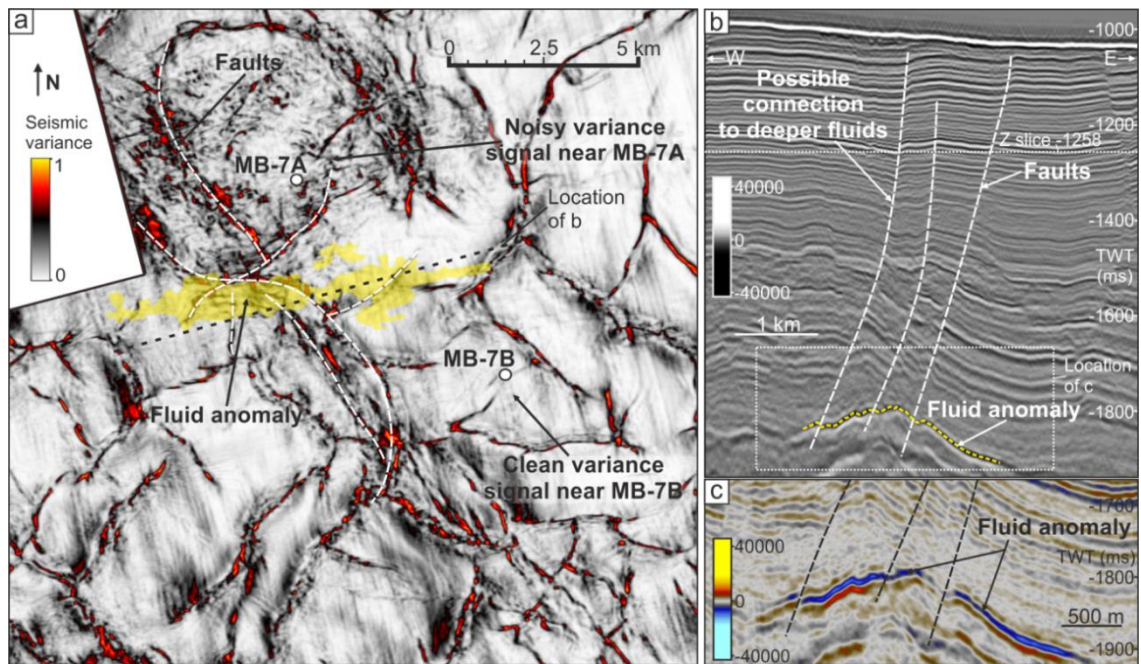 a
Faults
0 2.5 5 km
N
Seismic
variance
1
0
MB-7A
Noisy variance
signal near MB-7A
Location
of b
MB-7B
Fluid anomaly
Clean variance
signal near MB-7B
b
-1000
W
E
Possible
connection
to deeper fluids
-1200
Z slice -1258
Faults
40000
0
-40000
-1400
TWT
(ms)
1 km
-1600
Location
of c
Fluid anomaly
-1800
c
-1700
Fluid anomaly
40000
0
-40000
TWT (ms)
-1800
500 m
-1900